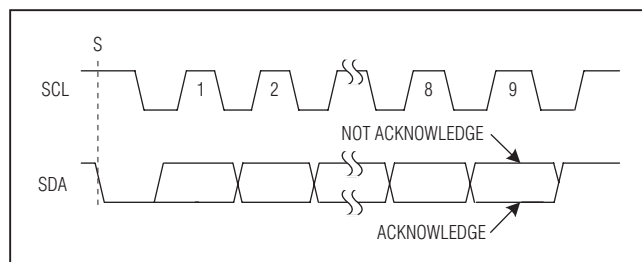 S
SCL 1 2 8 9
NOT ACKNOWLEDGE
SDA
ACKNOWLEDGE